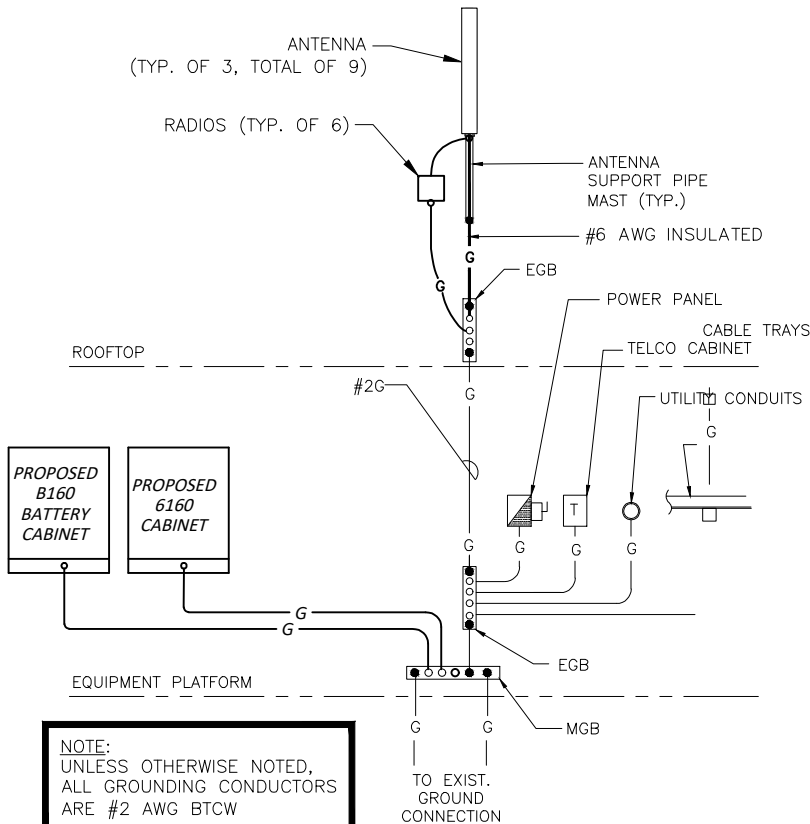 ANTENNA
(TYP. OF 3, TOTAL OF 9)
RADIOS (TYP. OF 6)
ANTENNA
SUPPORT PIPE
MAST (TYP.)
#6 AWG INSULATED
G
G
EGB
POWER PANEL
CABLE TRAYS
TELCO CABINET
ROOFTOP
#2G
G
UTILITY CONDUITS
G
PROPOSED
B160
BATTERY
CABINET
PROPOSED
6160
CABINET
T
G
G
G
G
G
G
EGB
EQUIPMENT PLATFORM
MGB
G
G
NOTE:
UNLESS OTHERWISE NOTED,
ALL GROUNDING CONDUCTORS
ARE #2 AWG BTCW
TO EXIST.
GROUND
CONNECTION